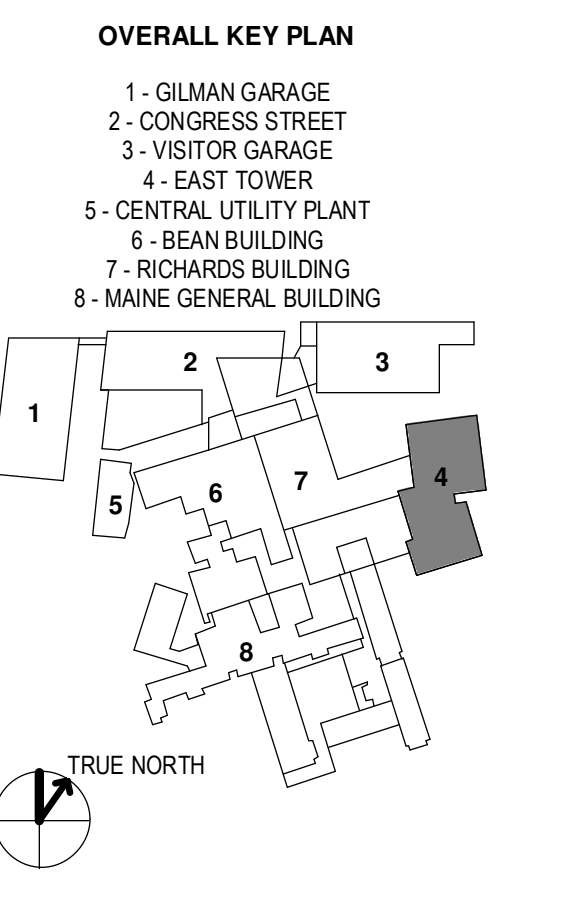 OVERALL KEY PLAN
1 - GILMAN GARAGE
2 - CONGRESS STREET
3 - VISITOR GARAGE
4 - EAST TOWER
5 - CENTRAL UTILITY PLANT
6 - BEAN BUILDING
7 - RICHARDS BUILDING
8 - MAINE GENERAL BUILDING
2
3
1
4
7
6
5
8
TRUE NORTH